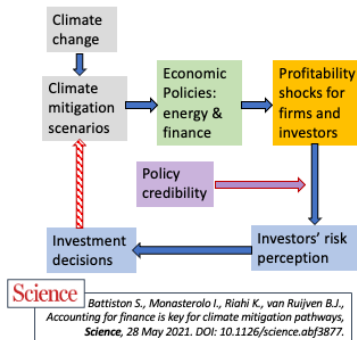 Climate
change
Climate
mitigation
scenarios
Economic
Policies:
energy &
finance
Profitability
shocks for
firms and
investors
Policy
credibility
Investment
decisions
Investors' risk
perception
Science
Battiston S., Monasterolo I., Riahi K., van Ruijven B.J.,
Accounting for finance is key for climate mitigation pathways,
Science, 28 May 2021. DOI: 10.1126/science.abf3877.